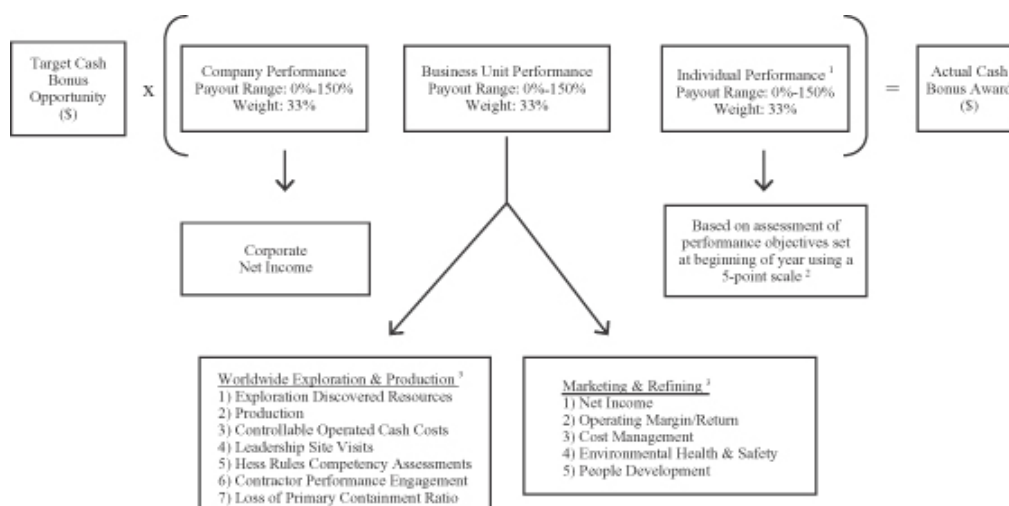 Target Cash
Bonus
Opportunity
($)
x
Company Performance
Payout Range: 0%-150%
Weight: 33%
Business Unit Performance
Payout Range: 0%-150%
Weight: 33%
Individual Performance ¹
Payout Range: 0%-150%
Weight: 33%
=
Actual Cash
Bonus Award
($)
Corporate
Net Income
Based on assessment of
performance objectives set
at beginning of year using a
5-point scale ²
Worldwide Exploration & Production ³
1) Exploration Discovered Resources
2) Production
3) Controllable Operated Cash Costs
4) Leadership Site Visits
5) Hess Rules Competency Assessments
6) Contractor Performance Engagement
7) Loss of Primary Containment Ratio
Marketing & Refining ³
1) Net Income
2) Operating Margin/Return
3) Cost Management
4) Environmental Health & Safety
5) People Development